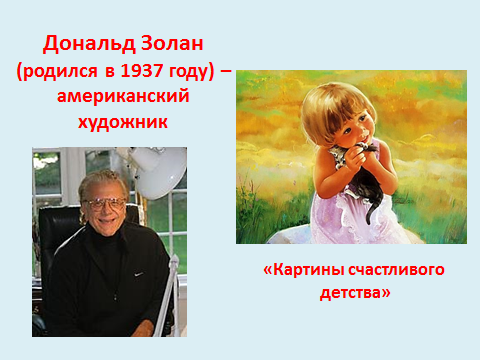 Дональд Золан
(родился в 1937 году) –
американский
художник
«Картины счастливого
детства»